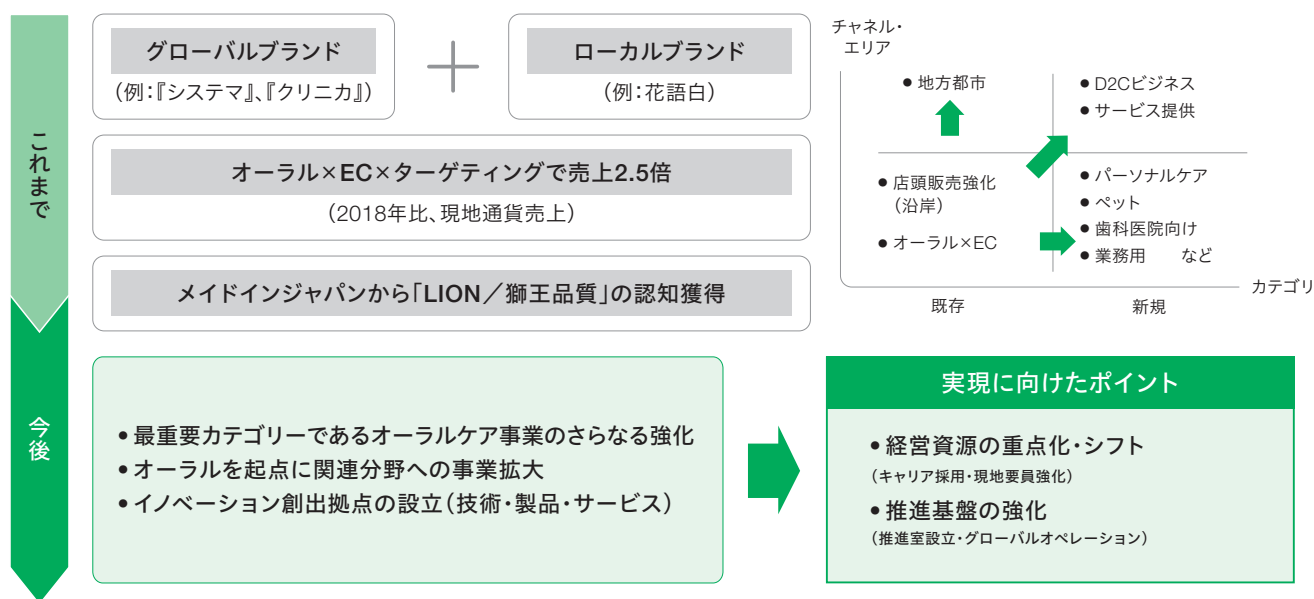 これまで
グローバルブランド
（例：『システマ』、『クリニカ』）
＋
ローカルブランド
（例：花語白）
オーラル×EC×ターゲティングで売上2.5倍
（2018年比、現地通貨売上）
メイドインジャパンから「LION／獅王品質」の認知獲得
チャネル・
エリア
● 地方都市
● D2Cビジネス
● サービス提供
● 店頭販売強化
（沿岸）
● オーラル×EC
● パーソナルケア
● ペット
● 歯科医院向け
● 業務用　など
カテゴリ
既存
新規
今後
● 最重要カテゴリーであるオーラルケア事業のさらなる強化
● オーラルを起点に関連分野への事業拡大
● イノベーション創出拠点の設立（技術・製品・サービス）
実現に向けたポイント
● 経営資源の重点化・シフト
（キャリア採用・現地要員強化）
● 推進基盤の強化
（推進室設立・グローバルオペレーション）